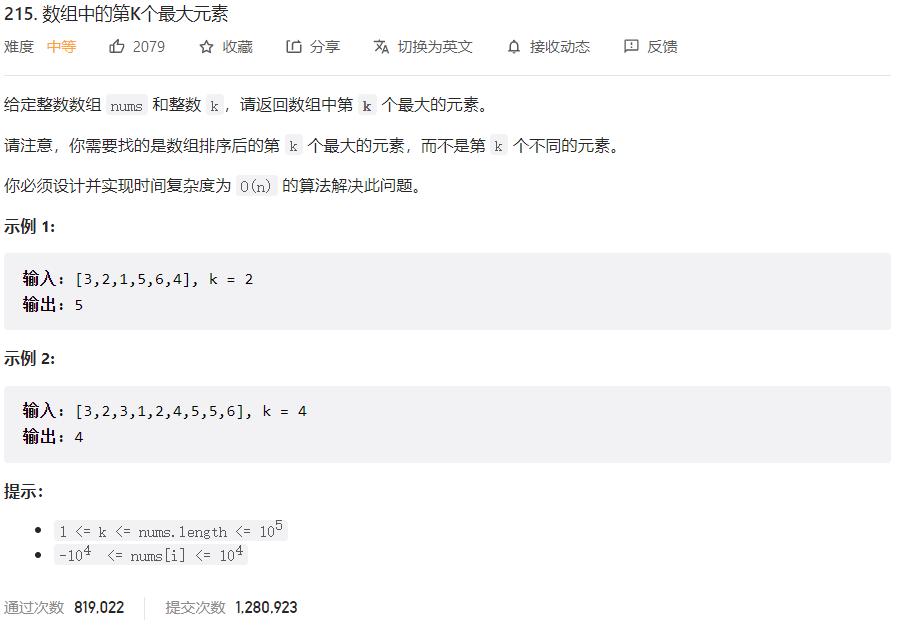 215. 数组中的第K个最大元素
难度 中等 2079 收藏 分享 切换为英文 接收动态 反馈
给定整数数组 nums 和整数 k，请返回数组中第 k 个最大的元素。
请注意，你需要找的是数组排序后的第 k 个最大的元素，而不是第 k 个不同的元素。
你必须设计并实现时间复杂度为 O(n) 的算法解决此问题。
示例 1:
输入: [3,2,1,5,6,4], k = 2
输出: 5
示例 2:
输入: [3,2,3,1,2,4,5,5,6], k = 4
输出: 4
提示：
1 <= k <= nums.length <= 10⁵
-10⁴ <= nums[i] <= 10⁴
通过次数 819,022 提交次数 1,280,923